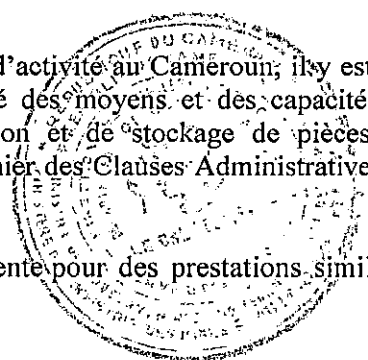 d'activité au Cameroun, il y est
é des moyens et des capacité
on et de stockage de pièces
hier des Clauses Administrative
ente pour des prestations simil